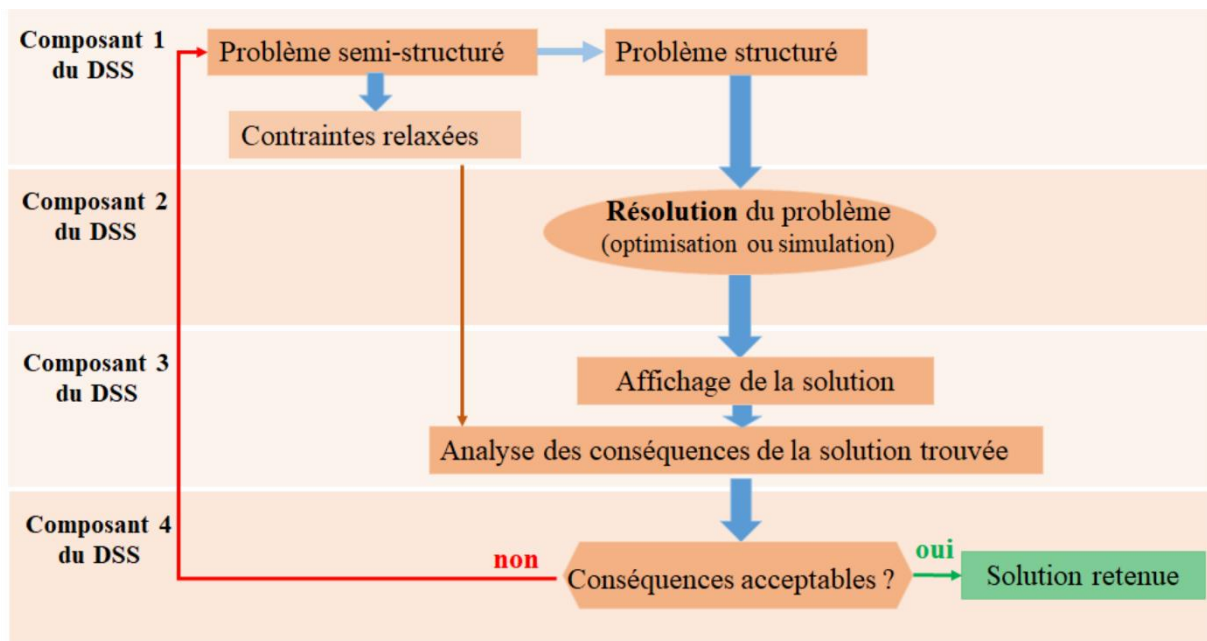 Composant 1
du DSS
Problème semi-structuré
Problème structuré
Contraintes relaxées
Composant 2
du DSS
Résolution du problème
(optimisation ou simulation)
Composant 3
du DSS
Affichage de la solution
Analyse des conséquences de la solution trouvée
Composant 4
du DSS
non
Conséquences acceptables ?
oui
Solution retenue